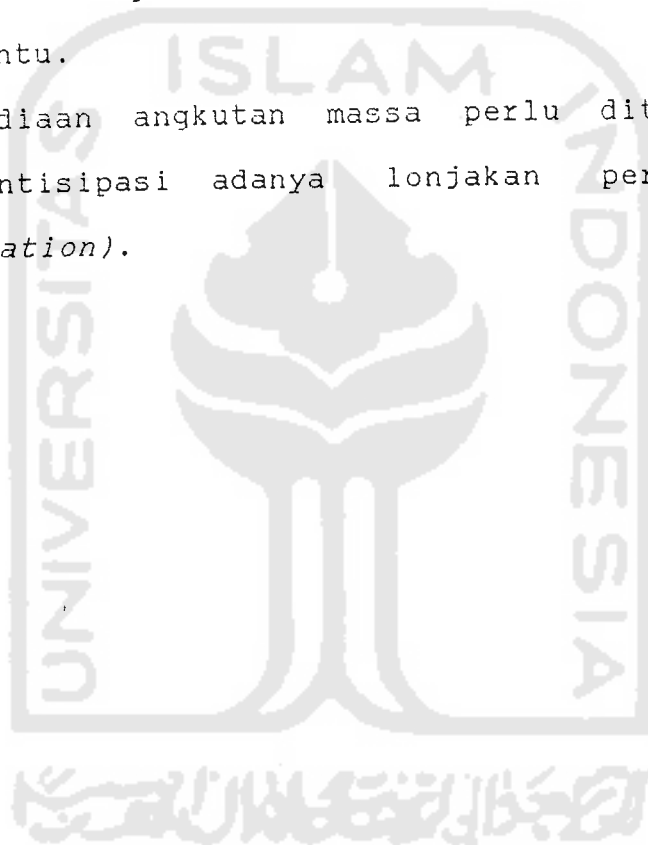 ntu.
diaan angkutan massa perlu dit
ntisipasi adanya lonjakan per
ation).
ISLAM
UNIVERSITAS
INDONESIA